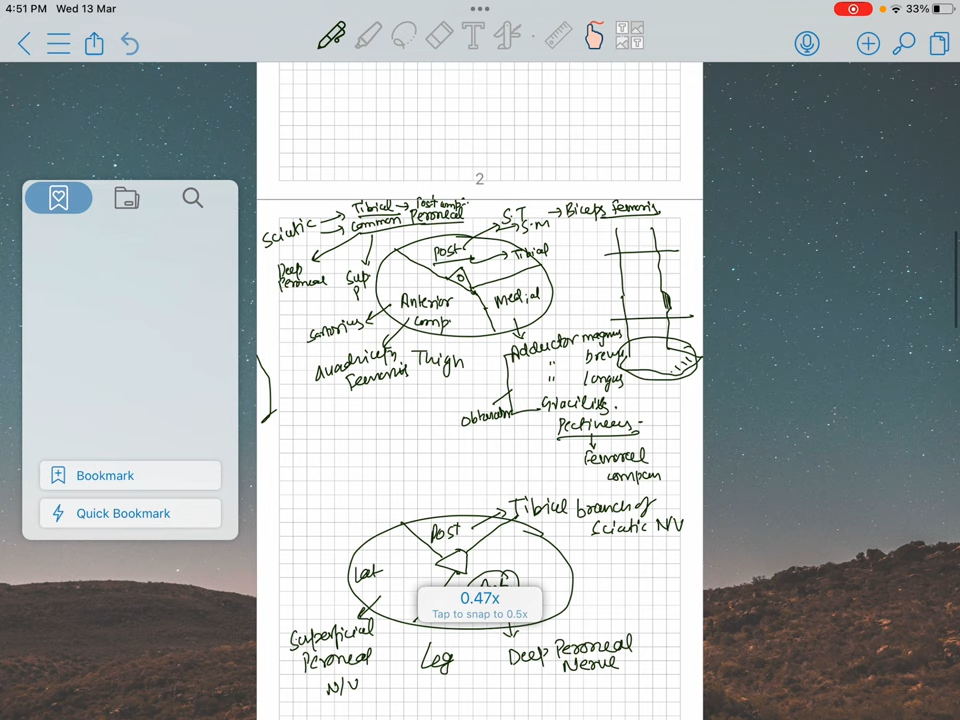 4:51 PM Wed 13 Mar
33%
2
Sciatic → Tibial → Post comp.
→ Common Peroneal
Deep Peroneal
Sup P
S.T → Biceps femoris
S.M
Post
Tibial
Anterior comp.
Medial
Sartorius
Quadriceps Femoris
Thigh
Adductor magnus
" brevis
" longus
Gracilis.
Obturator
Pectineus
Femoral
Bookmark
Quick Bookmark
Tibial branch of
Sciatic N/V
Post
Lat
0.47x
Tap to snap to 0.5x
Superficial
Peroneal
N/V
Leg
Deep Peroneal
Nerve